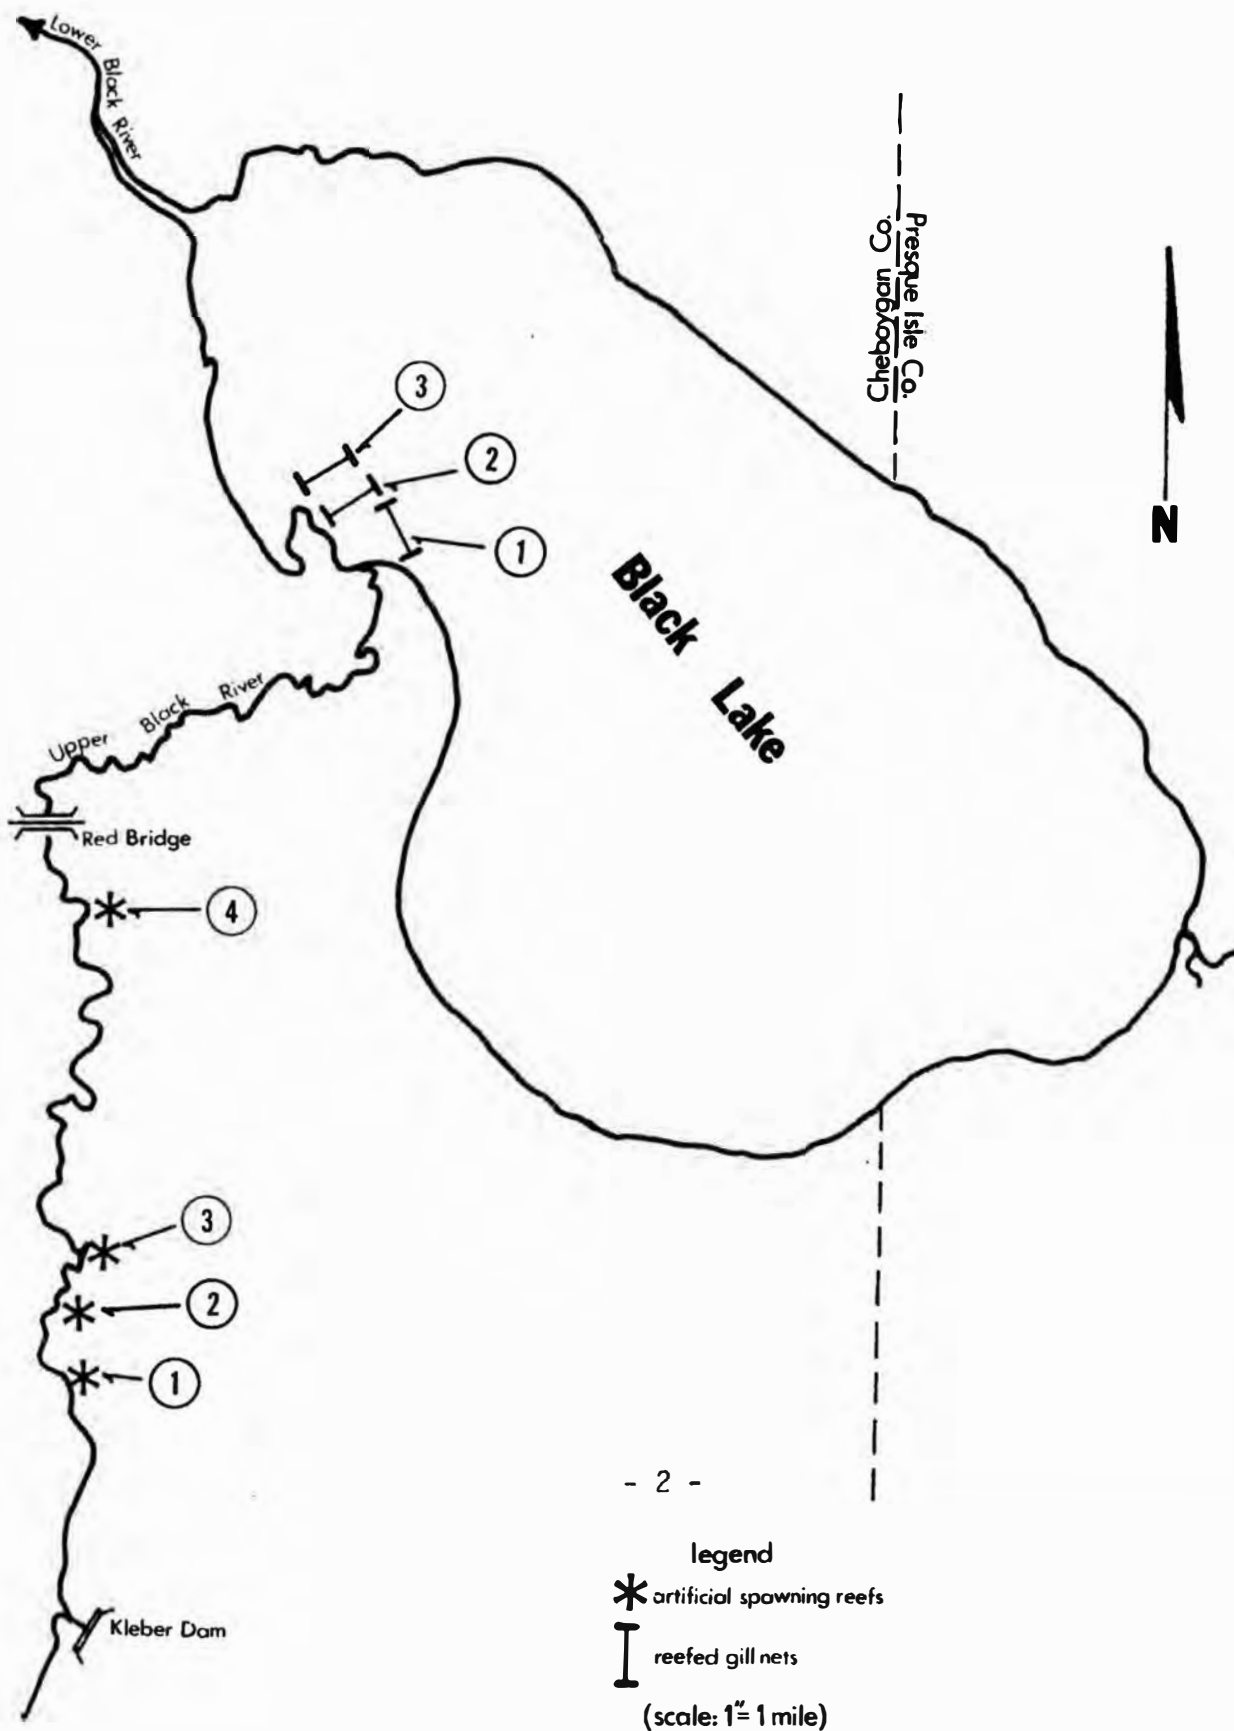 Lower Black River
Presque Isle Co.
Cheboygan Co.
3
2
1
N
Black Lake
Upper Black River
Red Bridge
4
3
2
1
Kleber Dam
- 2 -
legend
artificial spawning reefs
reefed gill nets
(scale: 1"= 1 mile)